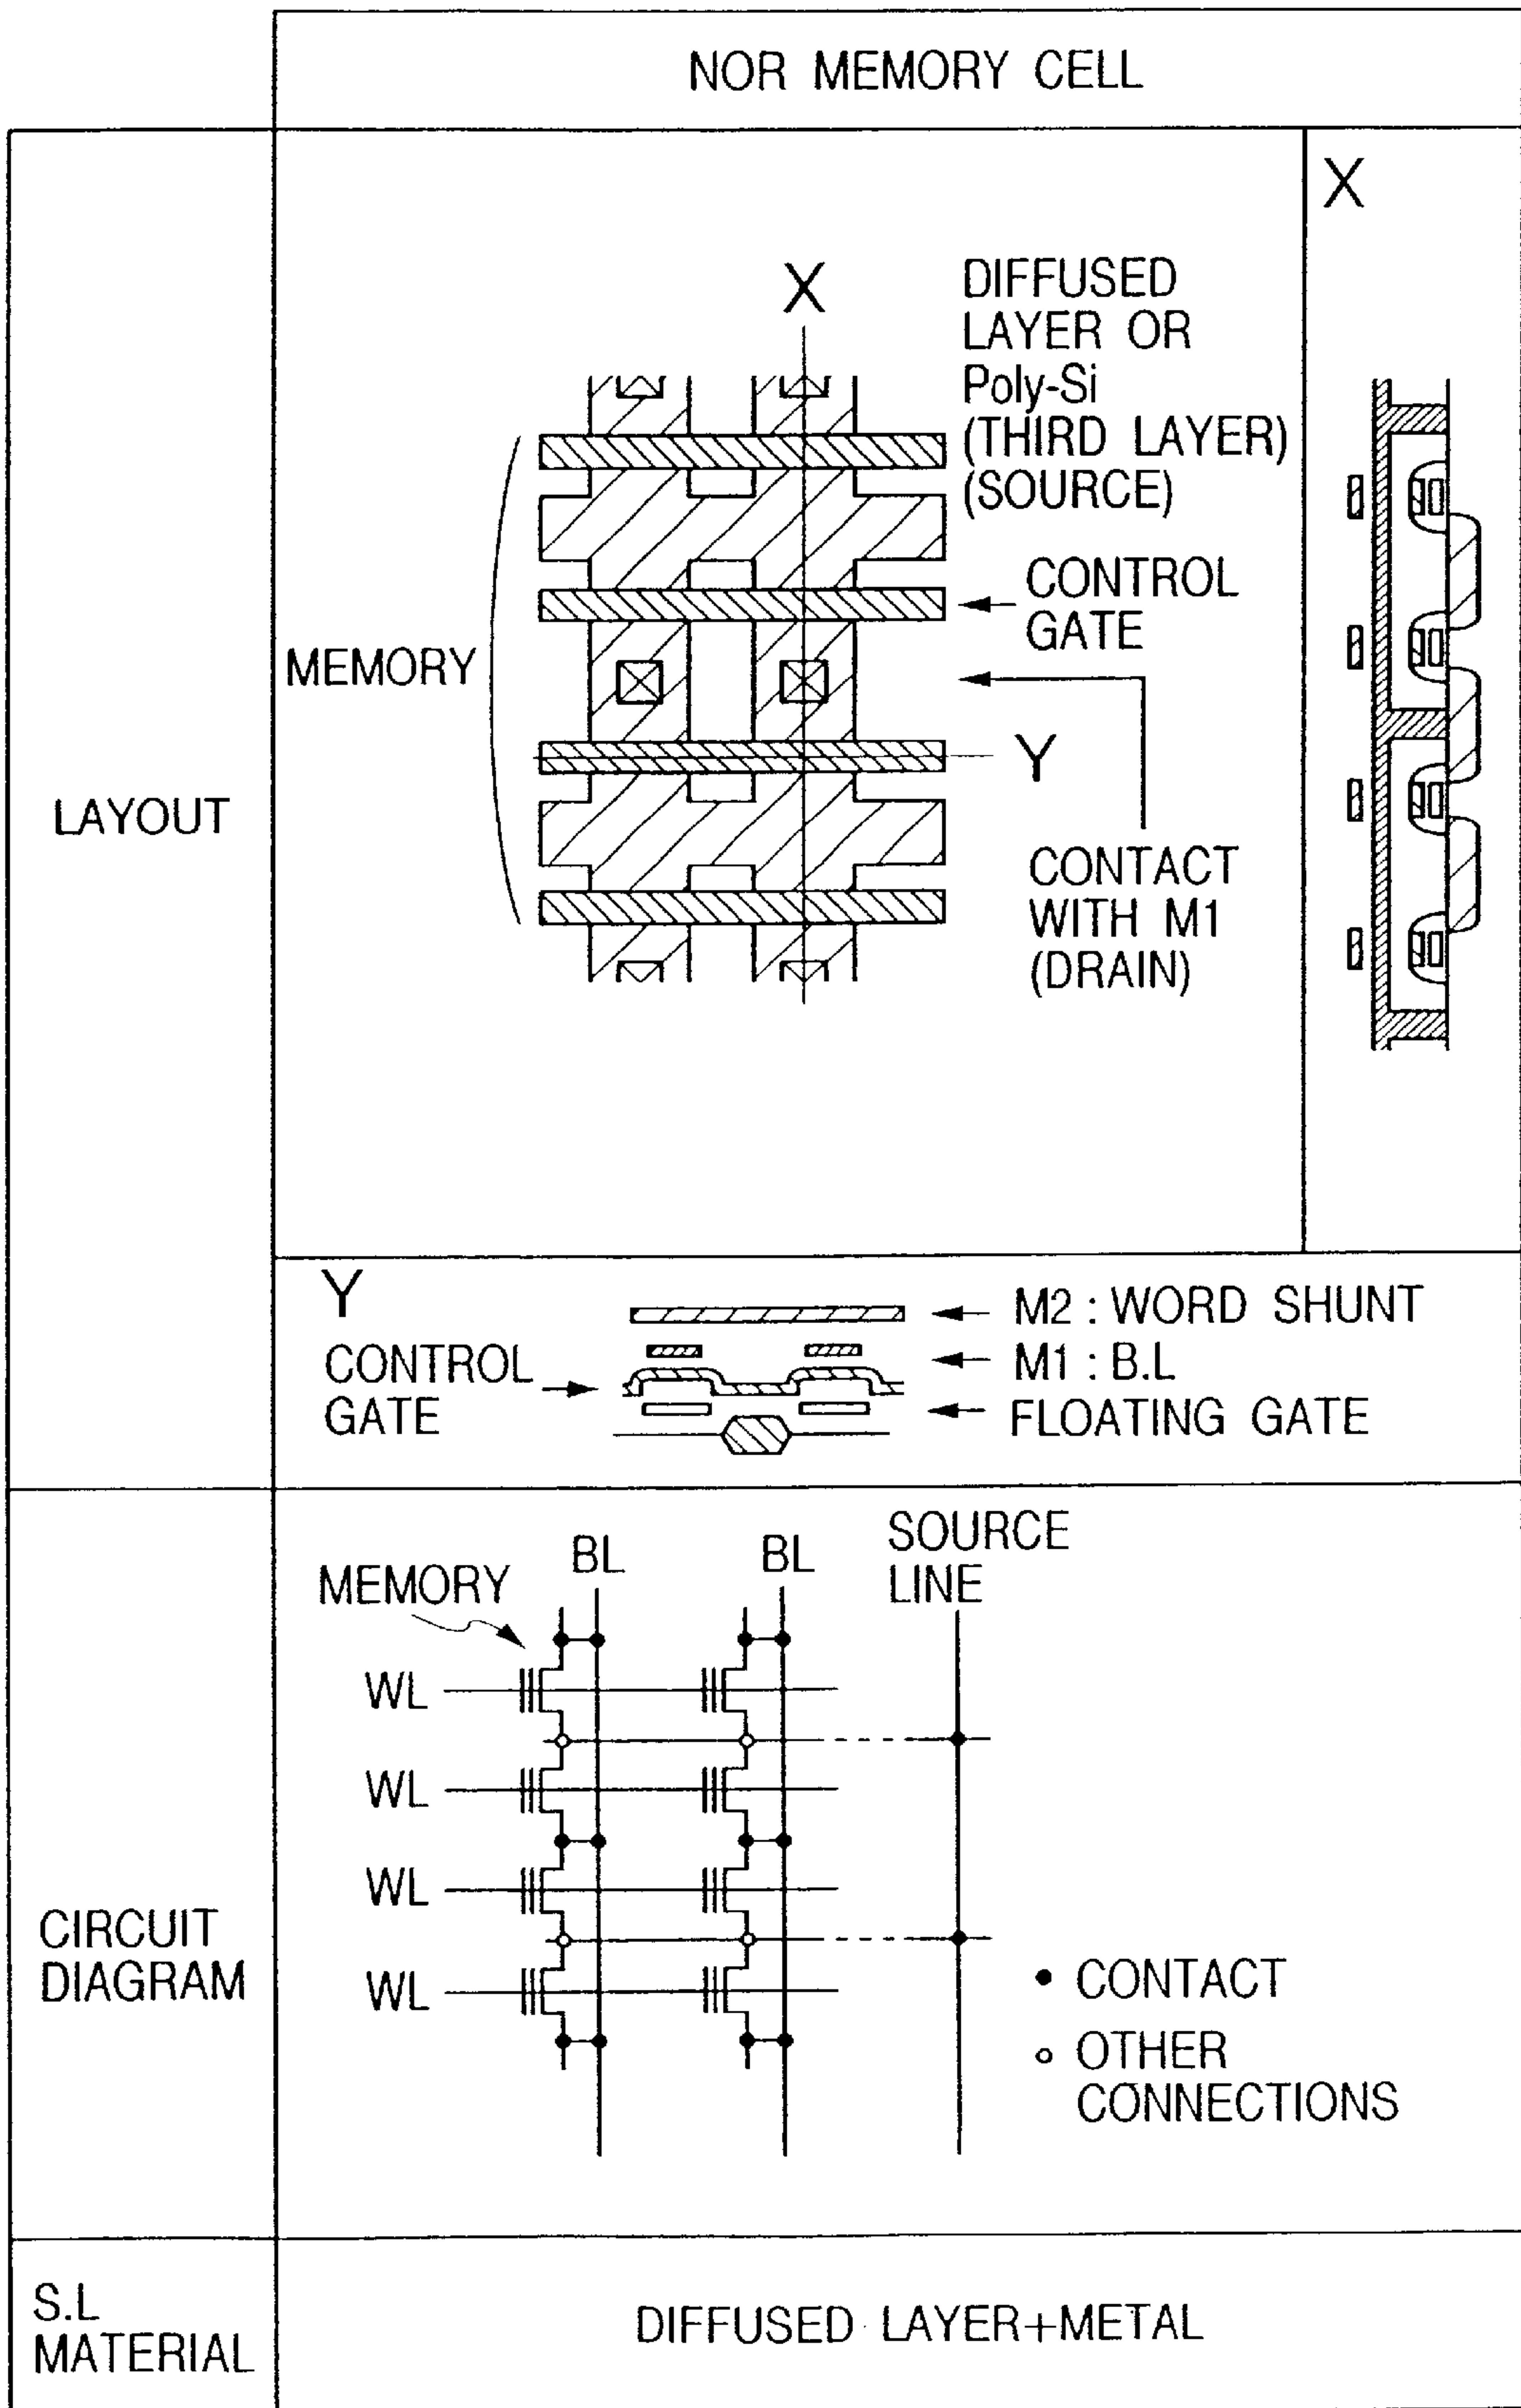 NOR MEMORY CELL
LAYOUT
X
DIFFUSED
LAYER OR
Poly-Si
(THIRD LAYER)
(SOURCE)
CONTROL
GATE
MEMORY
Y
CONTACT
WITH M1
(DRAIN)
X
Y
M2 : WORD SHUNT
CONTROL
GATE
M1 : B.L
FLOATING GATE
CIRCUIT
DIAGRAM
MEMORY
BL
BL
SOURCE
LINE
WL
WL
WL
WL
CONTACT
OTHER
CONNECTIONS
S.L
MATERIAL
DIFFUSED LAYER+METAL